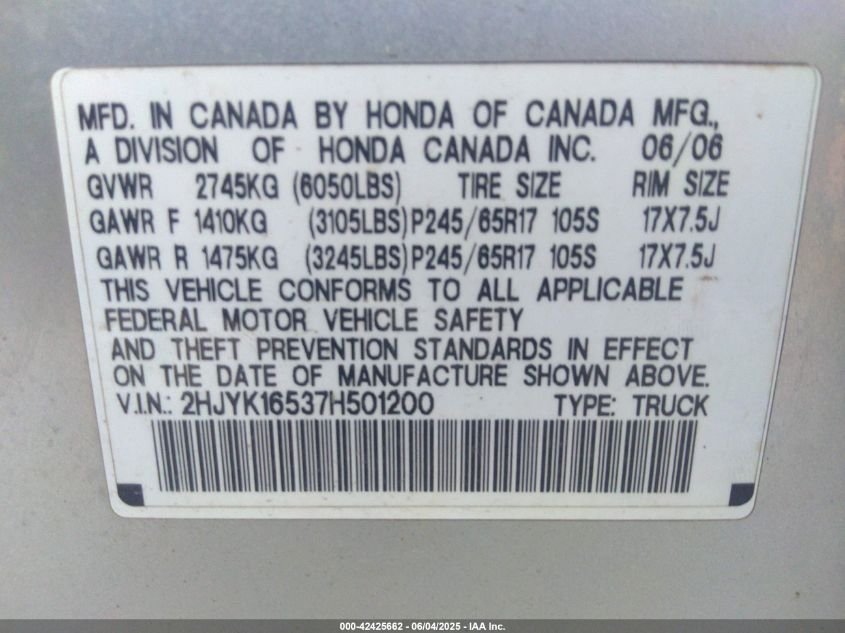 MFD. IN CANADA BY HONDA OF CANADA MFG.,
A DIVISION OF HONDA CANADA INC. 06/06
GVWR 2745KG (6050LBS) TIRE SIZE RIM SIZE
GAWR F 1410KG (3105LBS) P245/65R17 105S 17X7.5J
GAWR R 1475KG (3245LBS) P245/65R17 105S 17X7.5J
THIS VEHICLE CONFORMS TO ALL APPLICABLE
FEDERAL MOTOR VEHICLE SAFETY
AND THEFT PREVENTION STANDARDS IN EFFECT
ON THE DATE OF MANUFACTURE SHOWN ABOVE.
V.I.N.: 2HJYK16537H501200 TYPE: TRUCK
000-42425662 - 06/04/2025 - IAA Inc.